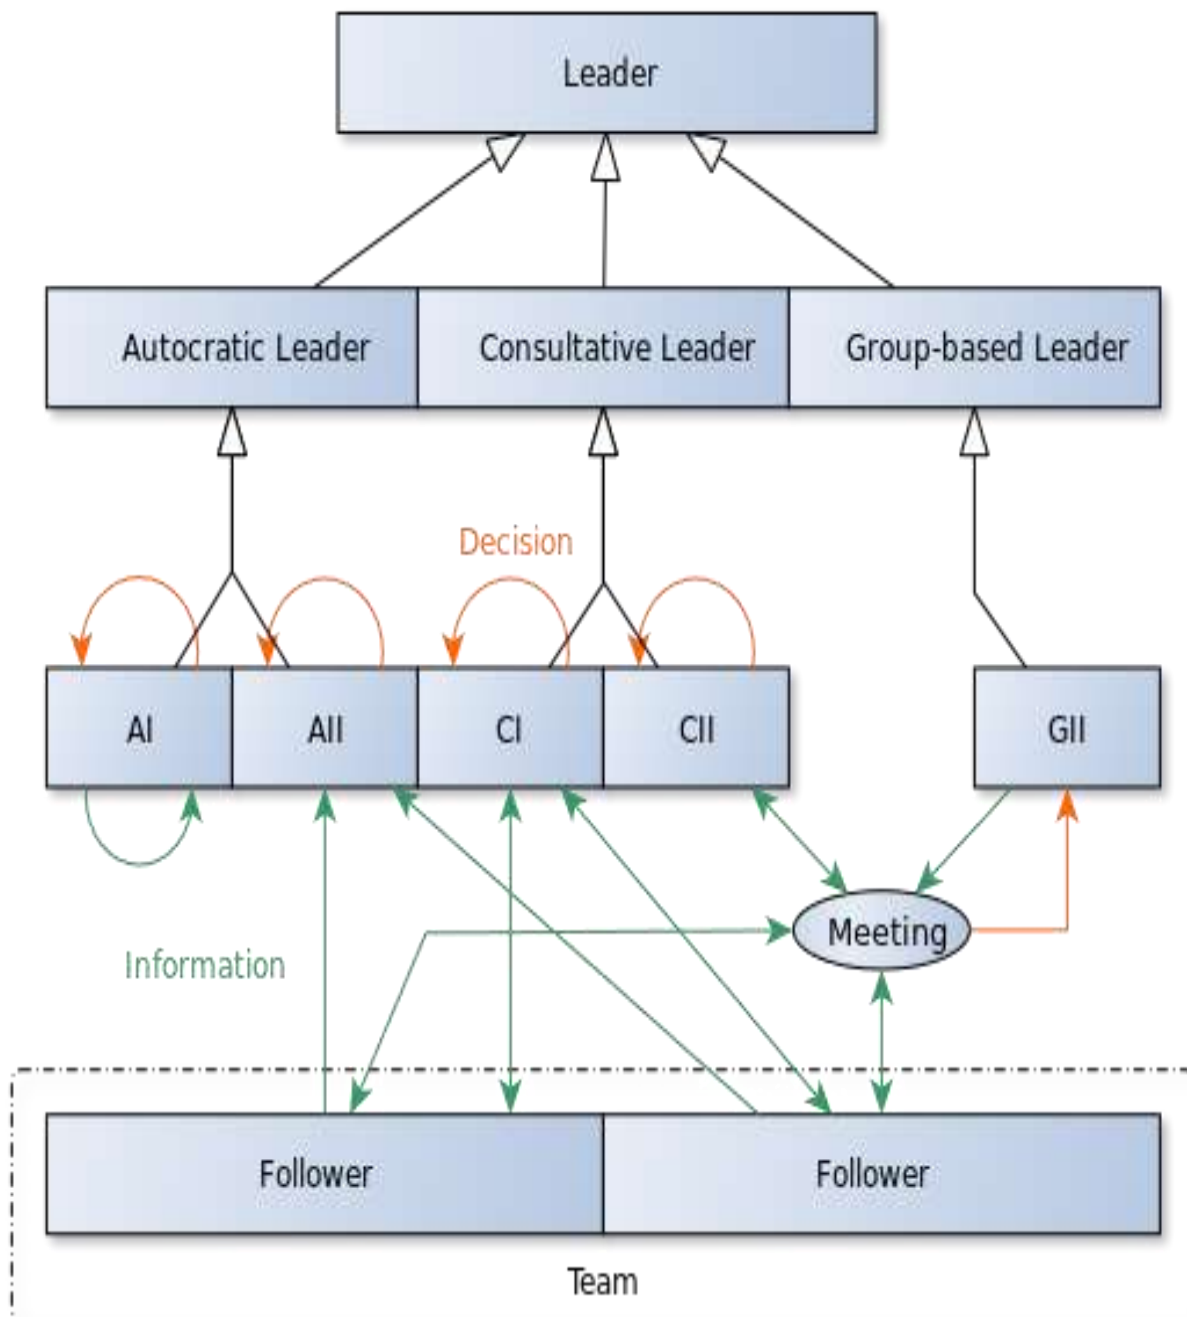 Leader
Autocratic Leader
Consultative Leader
Group-based Leader
Decision
AI
AII
CI
CII
GII
Meeting
Information
Follower
Follower
Team